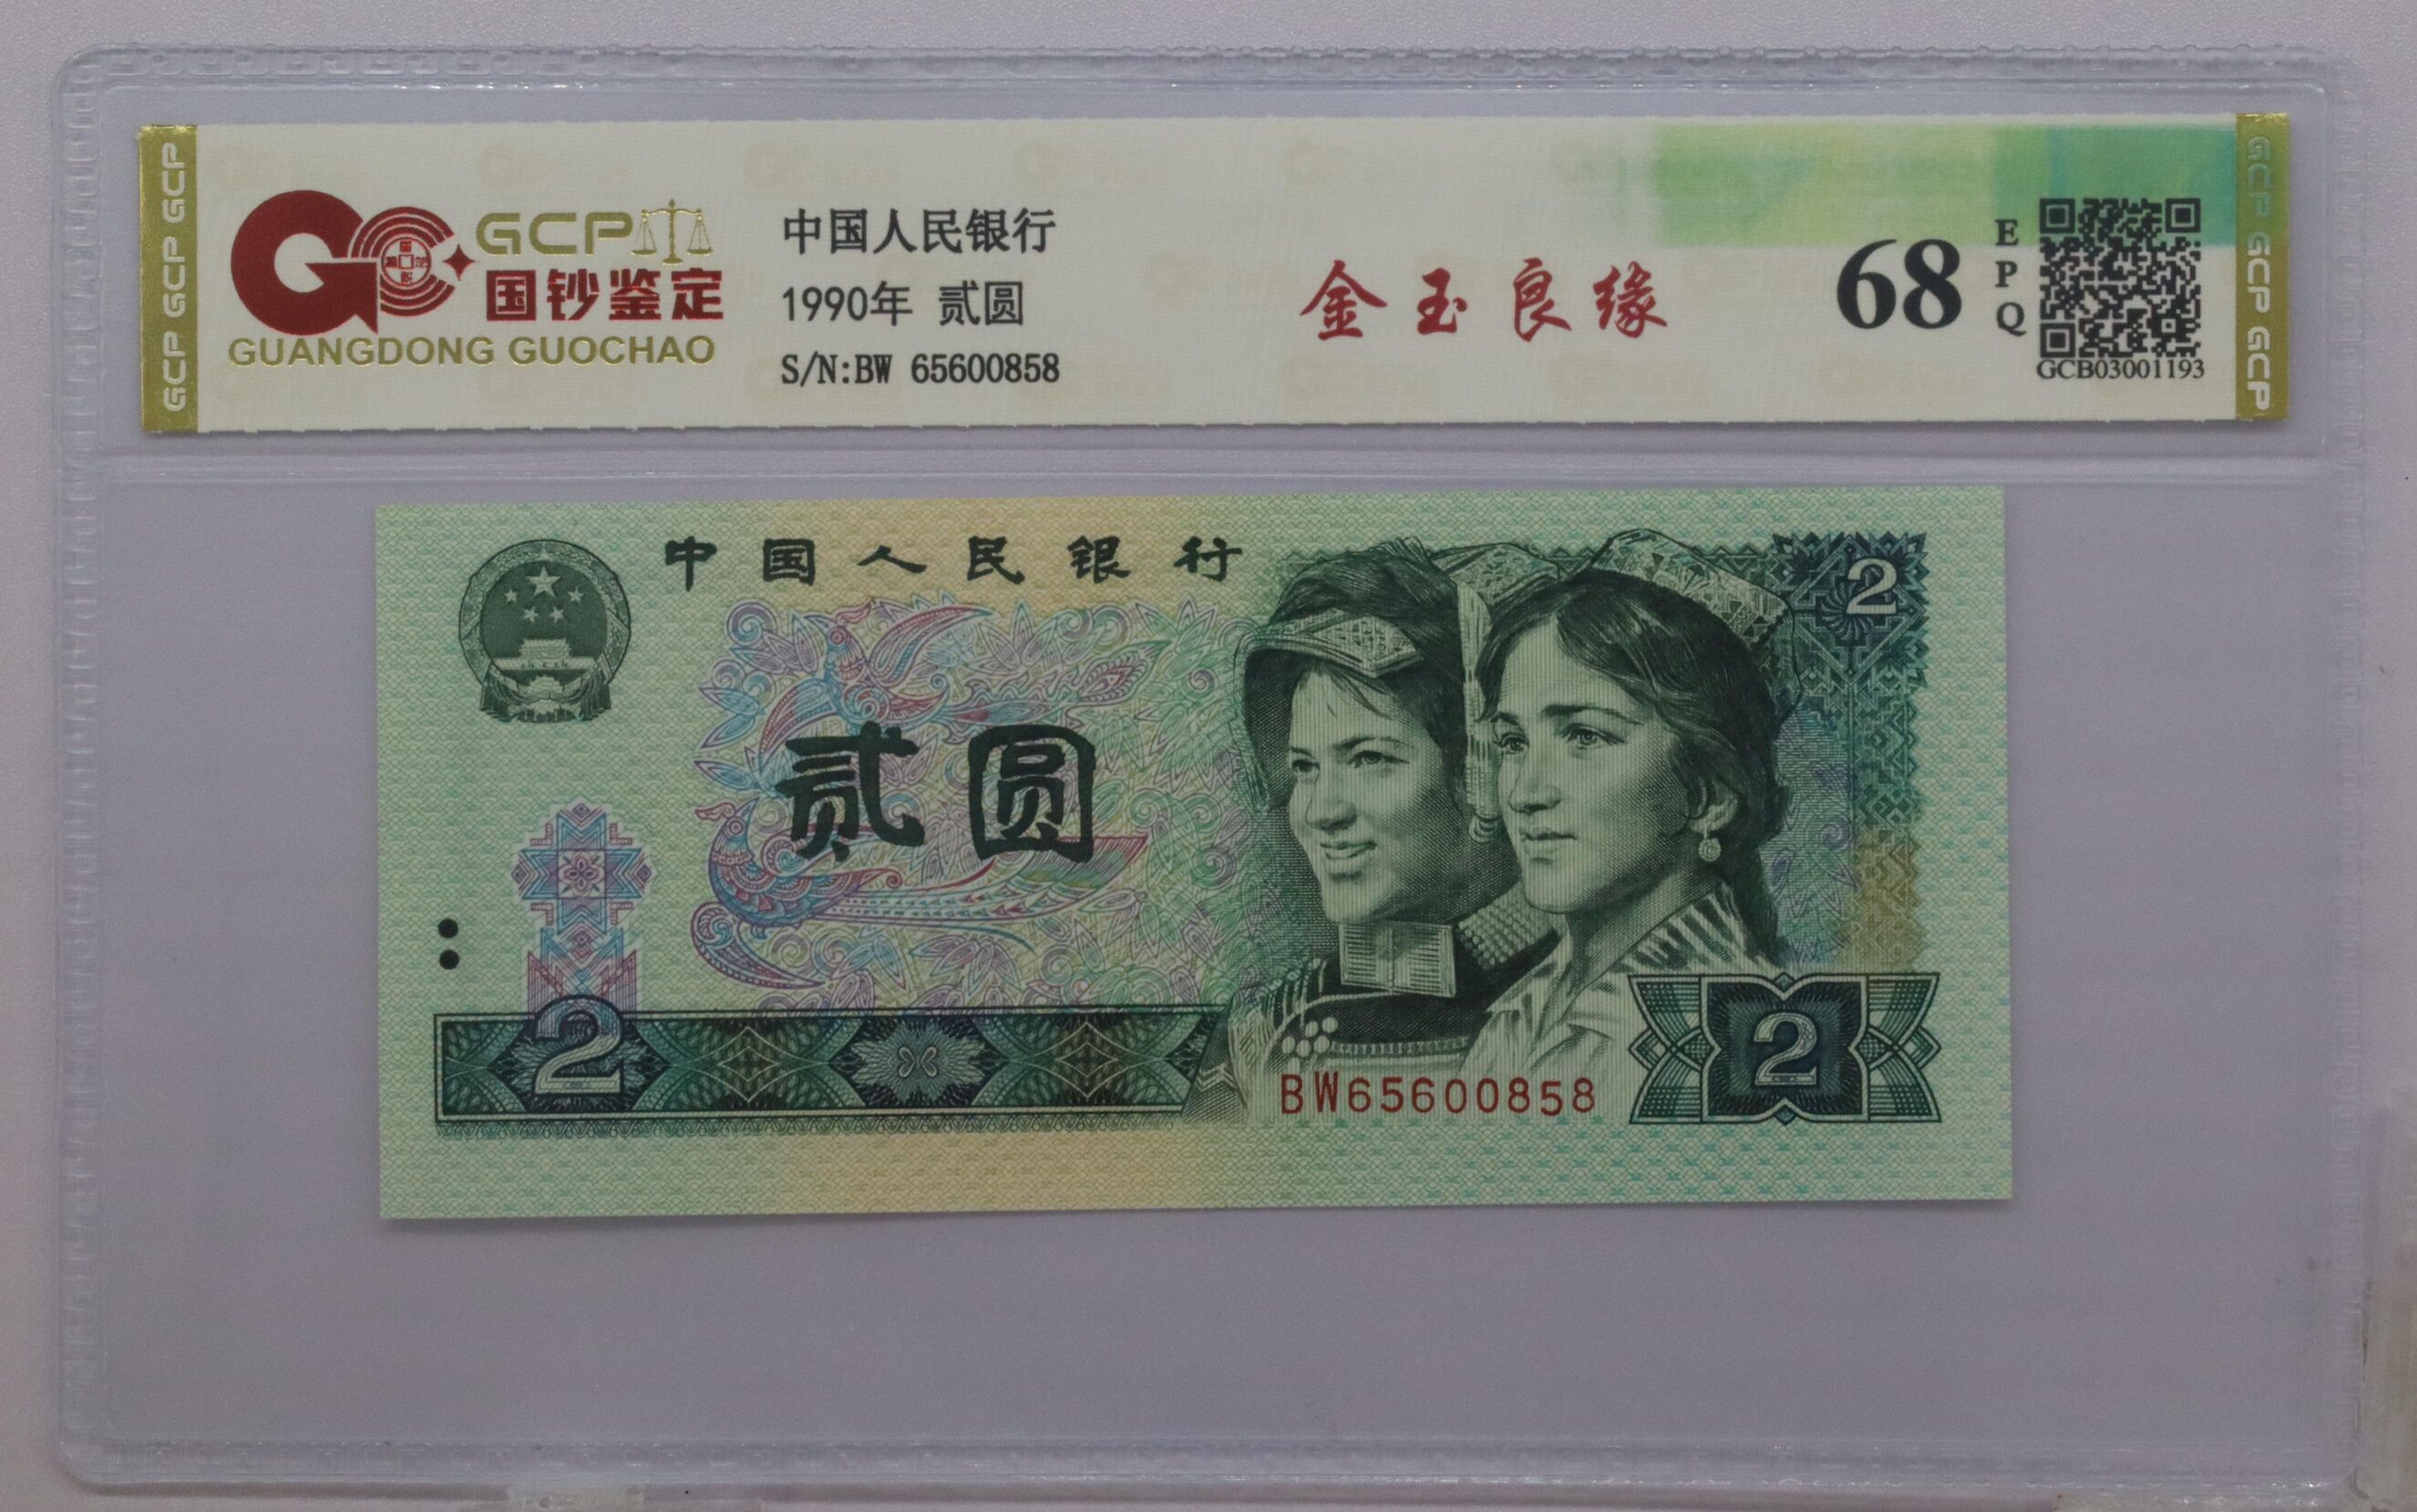 GCP GCP GCP
GCP
国钞鉴定
GUANGDONG GUOCHAO
中国人民银行
1990年 贰圆
S/N:BW 65600858
金玉良缘
68
EPQ
GCB03001193
GCP GCP GCP
中国人民银行
2
贰圆
2
2
BW65600858